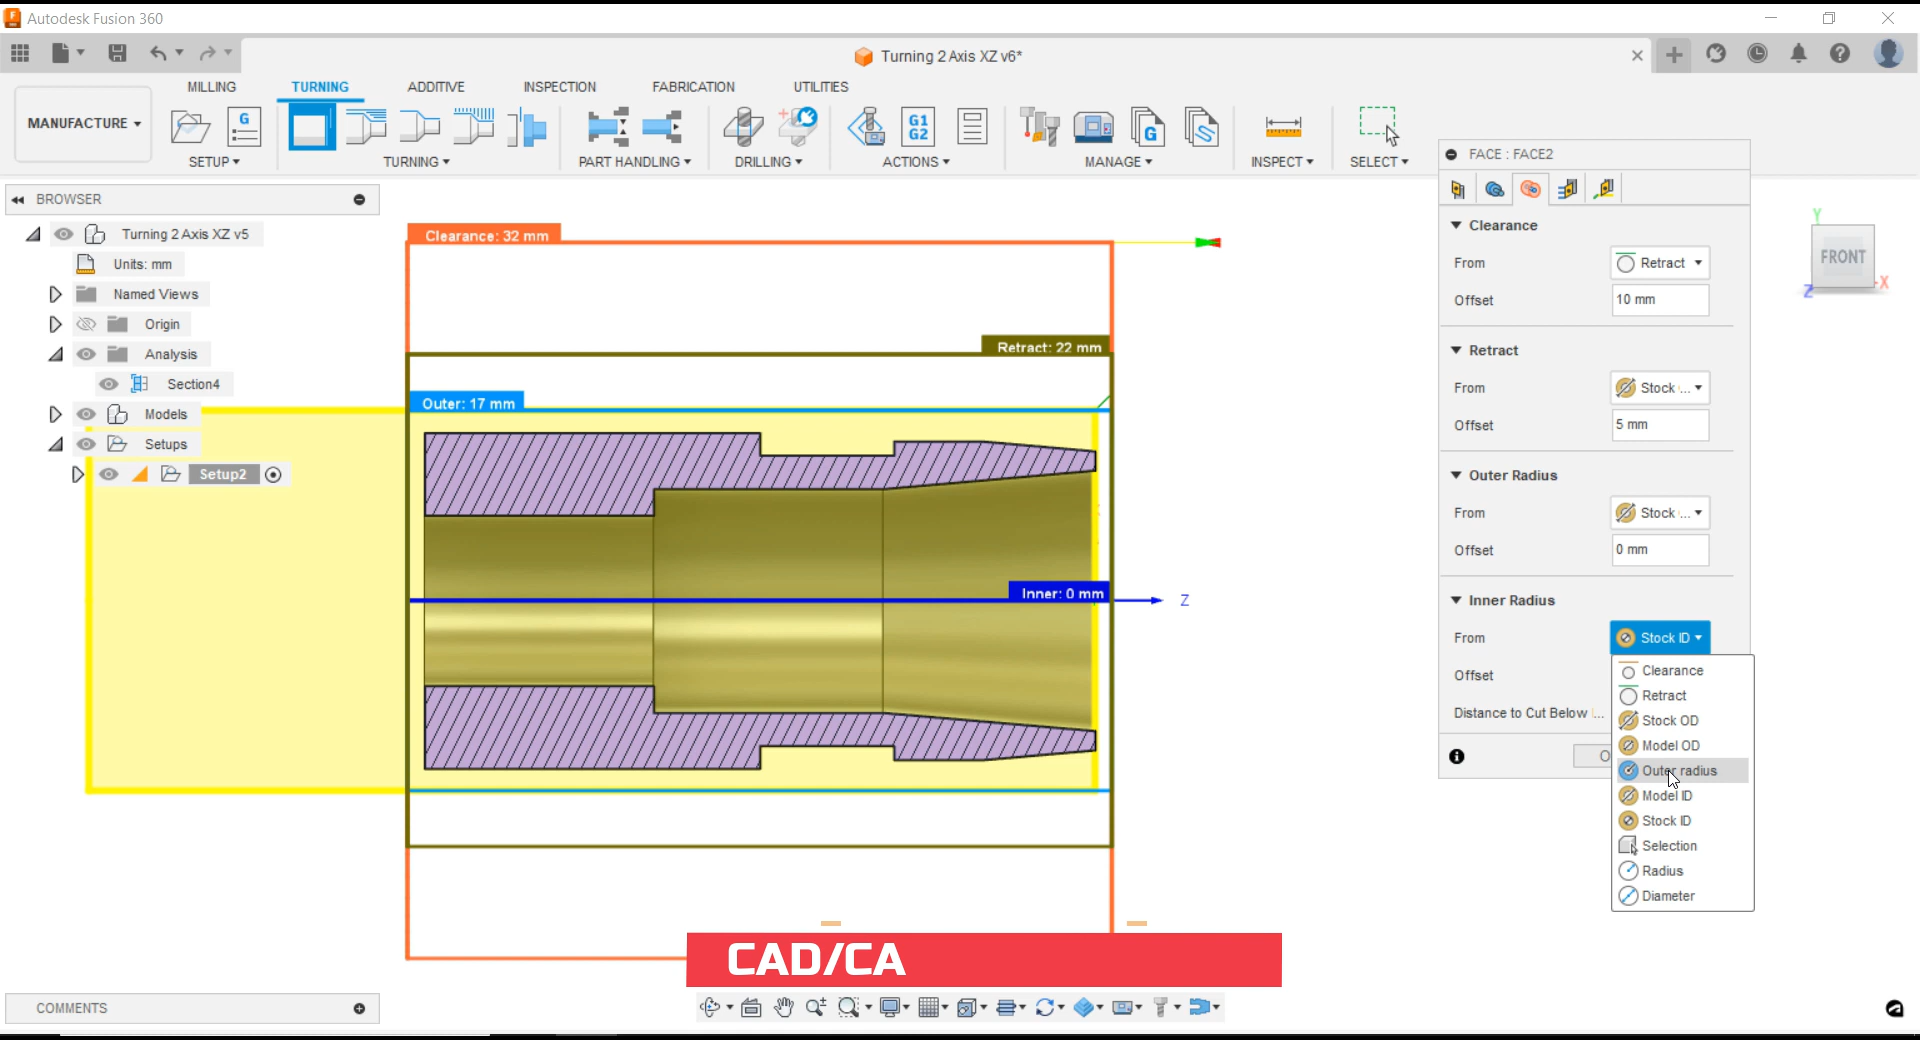 Autodesk Fusion 360
Turning 2 Axis XZ v6*
MILLING
TURNING
ADDITIVE
INSPECTION
FABRICATION
UTILITIES
MANUFACTURE
G
G1
G2
G
SETUP
TURNING
PART HANDLING
DRILLING
ACTIONS
MANAGE
INSPECT
SELECT
BROWSER
Turning 2 Axis XZ v5
Units: mm
Named Views
Origin
Analysis
Section4
Models
Setups
Setup2
Clearance: 32 mm
Retract: 22 mm
Outer: 17 mm
Inner: 0 mm
Z
FACE : FACE2
Clearance
From
Retract
Offset
10 mm
Retract
From
Stock ...
Offset
5 mm
Outer Radius
From
Stock ...
Offset
0 mm
Inner Radius
From
Stock ID
Offset
Distance to Cut Below ...
O
Clearance
Retract
Stock OD
Model OD
Outer radius
Model ID
Stock ID
Selection
Radius
Diameter
Y
FRONT
Z
X
CAD/CA
COMMENTS